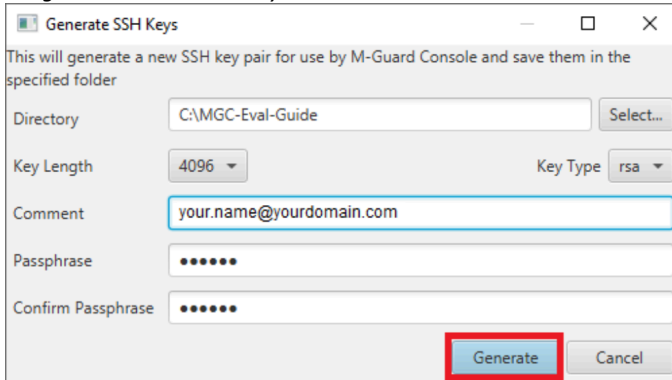 Generate SSH Keys
This will generate a new SSH key pair for use by M-Guard Console and save them in the
specified folder
Directory C:\MGC-Eval-Guide Select...
Key Length 4096 Key Type rsa
Comment your.name@yourdomain.com
Passphrase ••••••
Confirm Passphrase ••••••
Generate Cancel